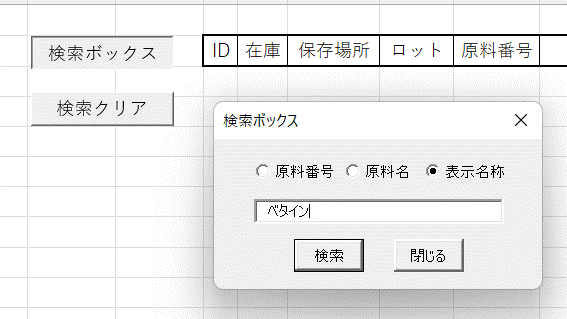 検索ボックス
ID 在庫 保存場所 ロット 原料番号
検索クリア
検索ボックス
原料番号 原料名 表示名称
ベタイン
検索 閉じる